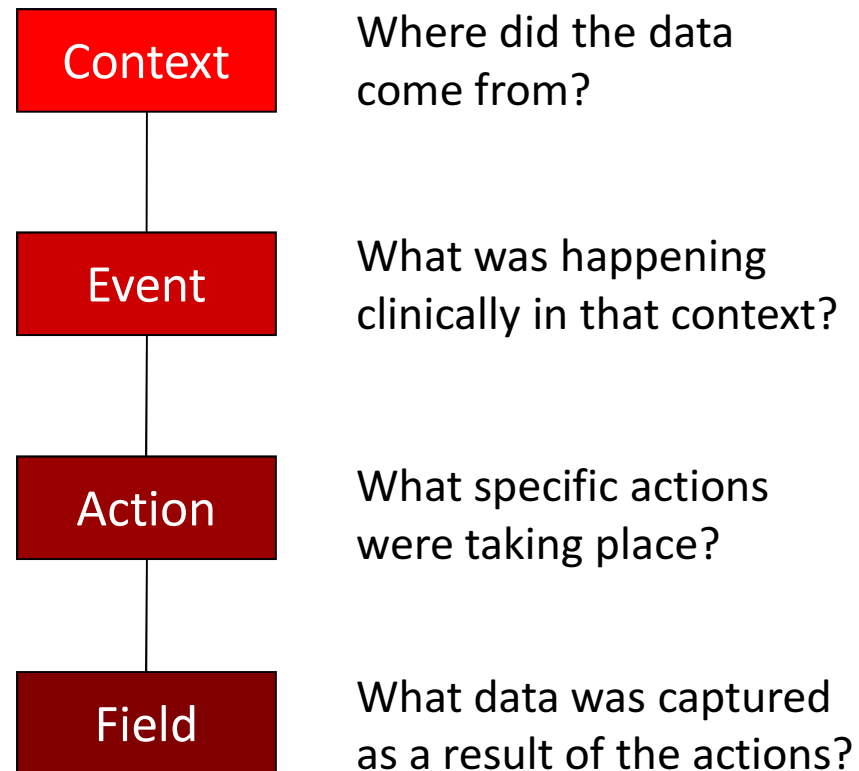 Context
Where did the data
come from?
Event
What was happening
clinically in that context?
Action
What specific actions
were taking place?
Field
What data was captured
as a result of the actions?